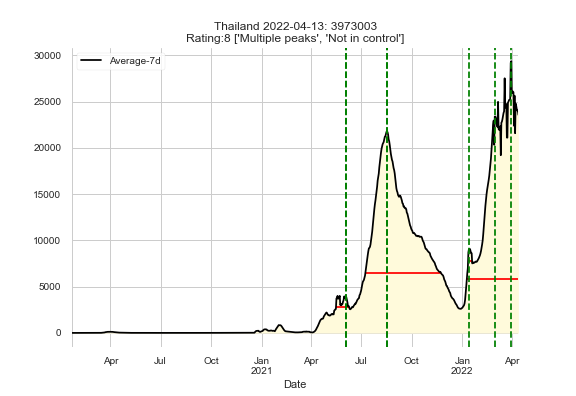 Thailand 2022-04-13: 3973003
Rating:8 ['Multiple peaks', 'Not in control']
Average-7d
30000
25000
20000
15000
10000
5000
0
Apr Jul Oct Jan Apr Jul Oct Jan Apr
2021 2022
Date